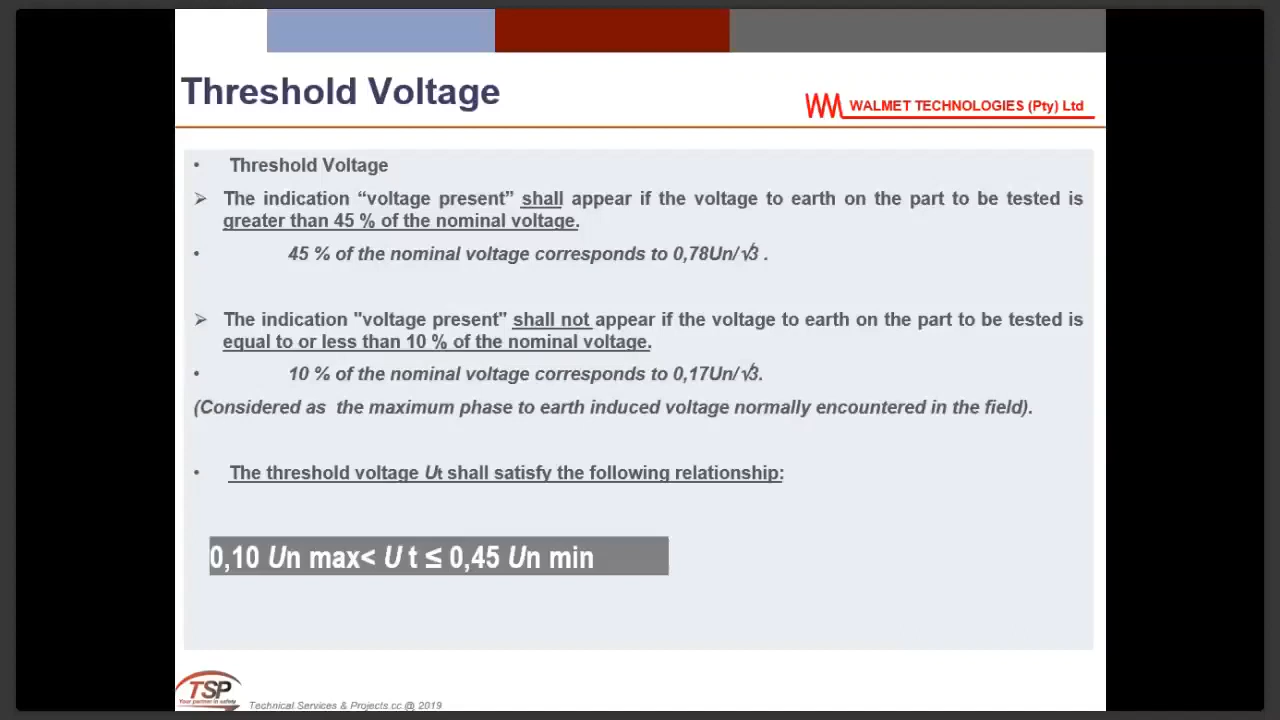 Threshold Voltage
WALMET TECHNOLOGIES (Pty) Ltd
• Threshold Voltage
➢ The indication “voltage present” shall appear if the voltage to earth on the part to be tested is
greater than 45 % of the nominal voltage.
• 45 % of the nominal voltage corresponds to 0,78Un/√3 .
➢ The indication "voltage present" shall not appear if the voltage to earth on the part to be tested is
equal to or less than 10 % of the nominal voltage.
• 10 % of the nominal voltage corresponds to 0,17Un/√3.
(Considered as the maximum phase to earth induced voltage normally encountered in the field).
• The threshold voltage Ut shall satisfy the following relationship:
0,10 Un max< U t ≤ 0,45 Un min
TSP
Your partner in safety
Technical Services & Projects cc @ 2019